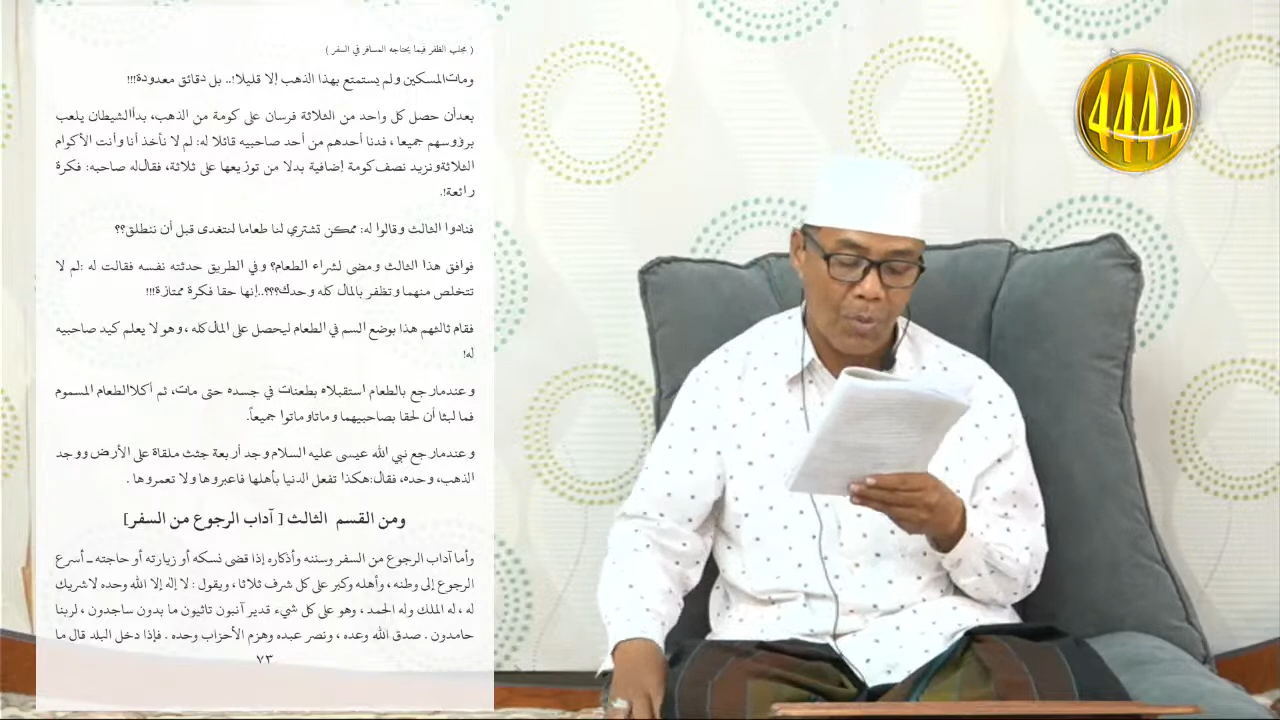 ( مجلب الظفر فيما يحتاجه المسافر في السفر )
ومات المسكين ولم يستمتع بهذا الذهب إلا قليلا!.. بل دقائق معدودة!!!
بعدأن حصل كل واحد من الثلاثة فرسان على كومة من الذهب، بدأالشيطان يلعب
برؤوسهم جميعا ، فدنا أحدهم من أحد صاحبيه قائلا له: لم لا نأخذ أنا وأنت الأكوام
الثلاثةونزيد نصف كومة إضافية بدلا من توزيعها على ثلاثة، فقال‌له صاحبه: فكرة
رائعة!.
فنادوا الثالث وقالوا له: ممكن تشتري لنا طعاما لنتغدى قبل أن ننطلق؟؟
فوافق هذا الثالث ومضى لشراء الطعام؟ وفي الطريق حدثته نفسه فقالت له :لم لا
تتخلص منهما وتظفر بالمال كله وحدك؟؟؟..إنها حقا فكرة ممتازة!!!
فقام ثالثهم هذا بوضع السم في الطعام ليحصل على المال كله ، وهو لا يعلم كيد صاحبيه
له!
وعندمارجع بالطعام استقبلاه بطعنات في جسده حتى مات، ثم أكلاالطعام المسموم
فما لبثا أن لحقا بصاحبيهما وماتاوماتوا جميعاً.
وعندمارجع نبي الله عيسى عليه السلام وجد أربعة جثث ملقاة على الأرض ووجد
الذهب، وحده، فقال:هكذا تفعل الدنيا بأهلها فاعبروها ولا تعمروها .
ومن القسم الثالث [ آداب الرجوع من السفر]
وأما آداب الرجوع من السفر وسننه وأذكاره إذا قضى نسكه أو زيارته أو حاجته ــ أسرع
الرجوع إلى وطنه ، وأهله وكبر على كل شرف ثلاثا ، ويقول : لا إله إلا الله وحده لا شريك
له ، له الملك وله الحمد ، وهو على كل شيء قدير آئبون تائبون ما بدون ساجدون ، لربنا
حامدون . صدق الله وعده ، ونصر عبده وهزم الأحزاب وحده . فإذا دخل البلد قال ما
٧٣
4444